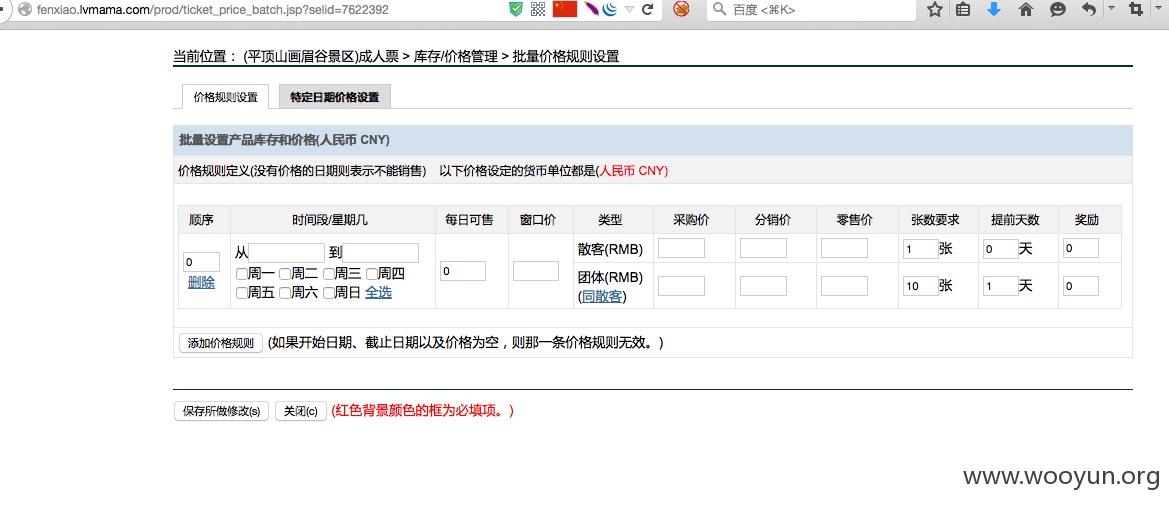 fenxiao.lvmama.com/prod/ticket_price_batch.jsp?selid=7622392 百度 <⌘K>
当前位置： (平顶山画眉谷景区)成人票 > 库存/价格管理 > 批量价格规则设置
价格规则设置 特定日期价格设置
批量设置产品库存和价格(人民币 CNY)
价格规则定义(没有价格的日期则表示不能销售) 以下价格设定的货币单位都是(人民币 CNY)
顺序 时间段/星期几 每日可售 窗口价 类型 采购价 分销价 零售价 张数要求 提前天数 奖励
0 从 到 0 散客(RMB) 1 张 0 天 0
删除 周一 周二 周三 周四 团体(RMB) 10 张 1 天 0
周五 周六 周日 全选 (同散客)
添加价格规则 (如果开始日期、截止日期以及价格为空，则那一条价格规则无效。)
保存所做修改(s) 关闭(c) (红色背景颜色的框为必填项。)
www.wooyun.org